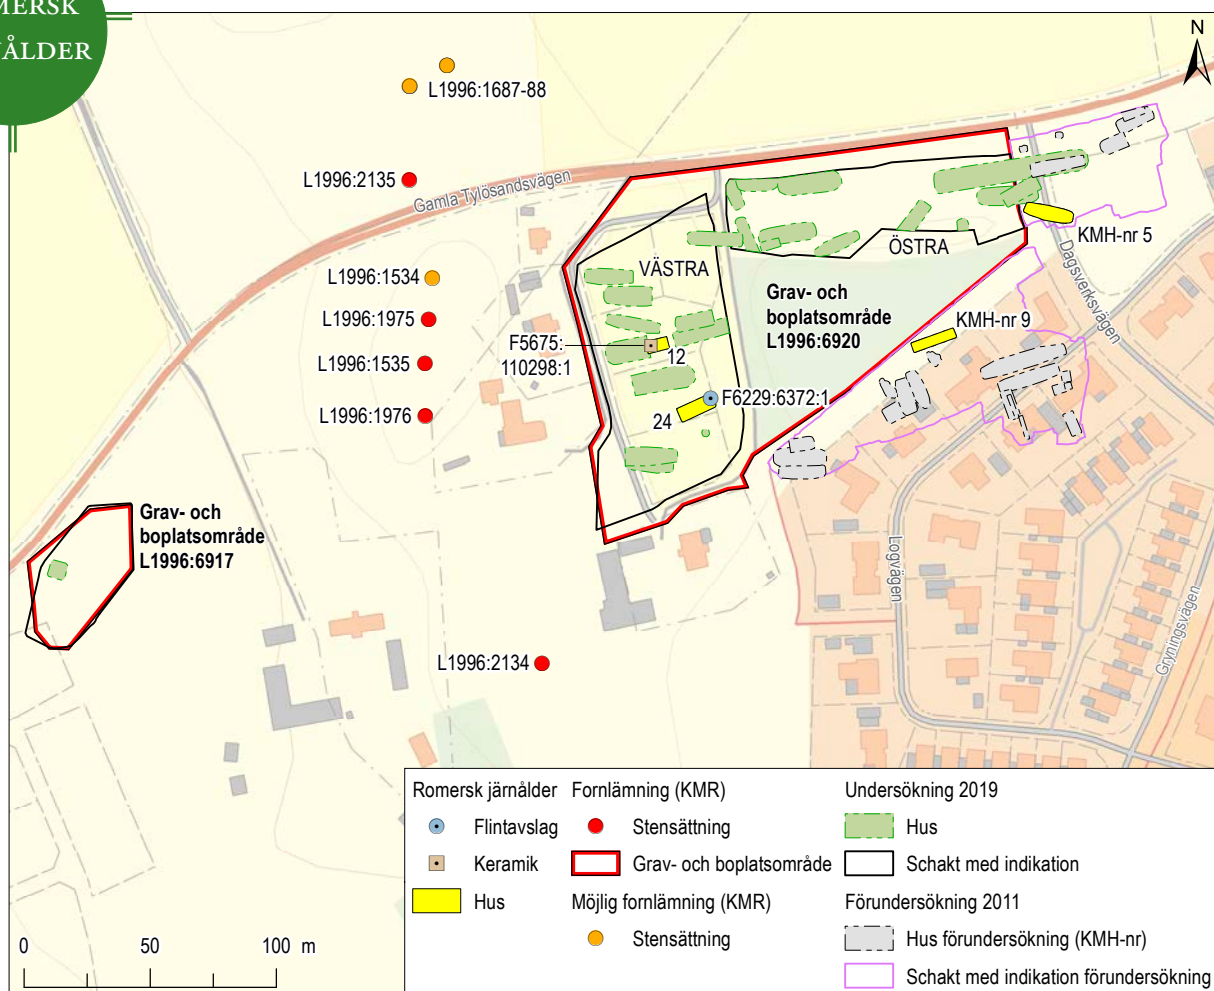 MERSK
NÅLDER
N
L1996:1687-88
L1996:2135
Gamla Tylösandsvägen
KMH-nr 5
ÖSTRA
VÄSTRA
Dagsverksvägen
L1996:1534
Grav- och
boplatsområde
L1996:6920
L1996:1975
KMH-nr 9
F5675:
110298:1
12
L1996:1535
F6229:6372:1
24
L1996:1976
Grav- och
boplatsområde
L1996:6917
Logvägen
Gryningsvägen
L1996:2134
Romersk järnålder
Flintavslag
Keramik
Hus
Fornlämning (KMR)
Stensättning
Grav- och boplatsområde
Möjlig fornlämning (KMR)
Stensättning
Undersökning 2019
Hus
Schakt med indikation
Förundersökning 2011
Hus förundersökning (KMH-nr)
Schakt med indikation förundersökning
0 50 100 m